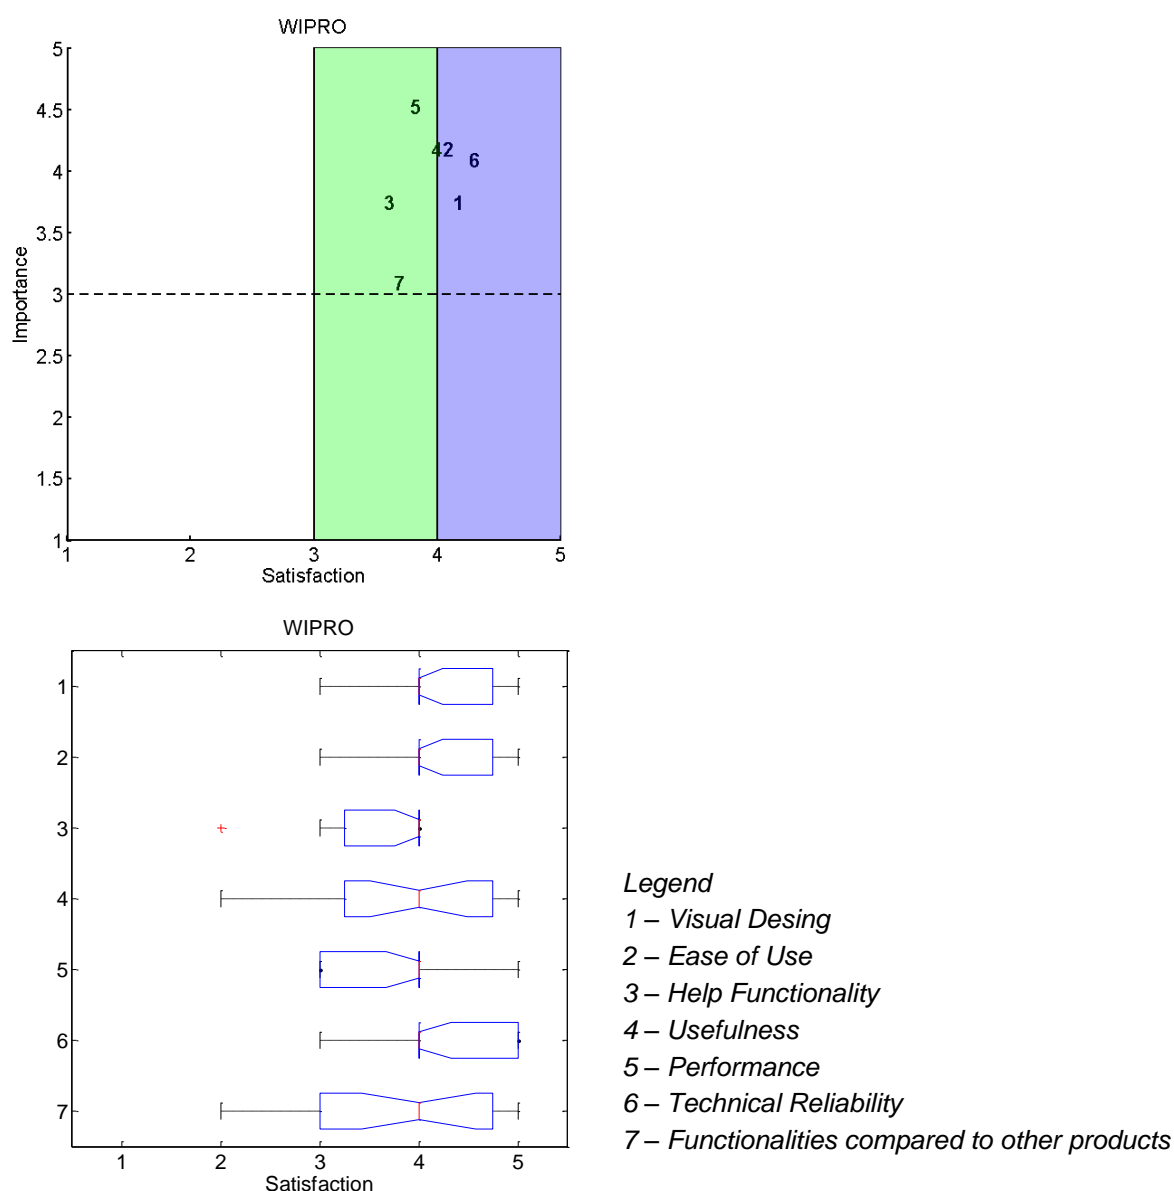 WIPRO
5
4.5
4
3.5
3
2.5
2
1.5
1
Importance
5
42
6
3
1
7
1 2 3 4 5
Satisfaction
WIPRO
1
2
3
4
5
6
7
1 2 3 4 5
Satisfaction
Legend
1 – Visual Desing
2 – Ease of Use
3 – Help Functionality
4 – Usefulness
5 – Performance
6 – Technical Reliability
7 – Functionalities compared to other products